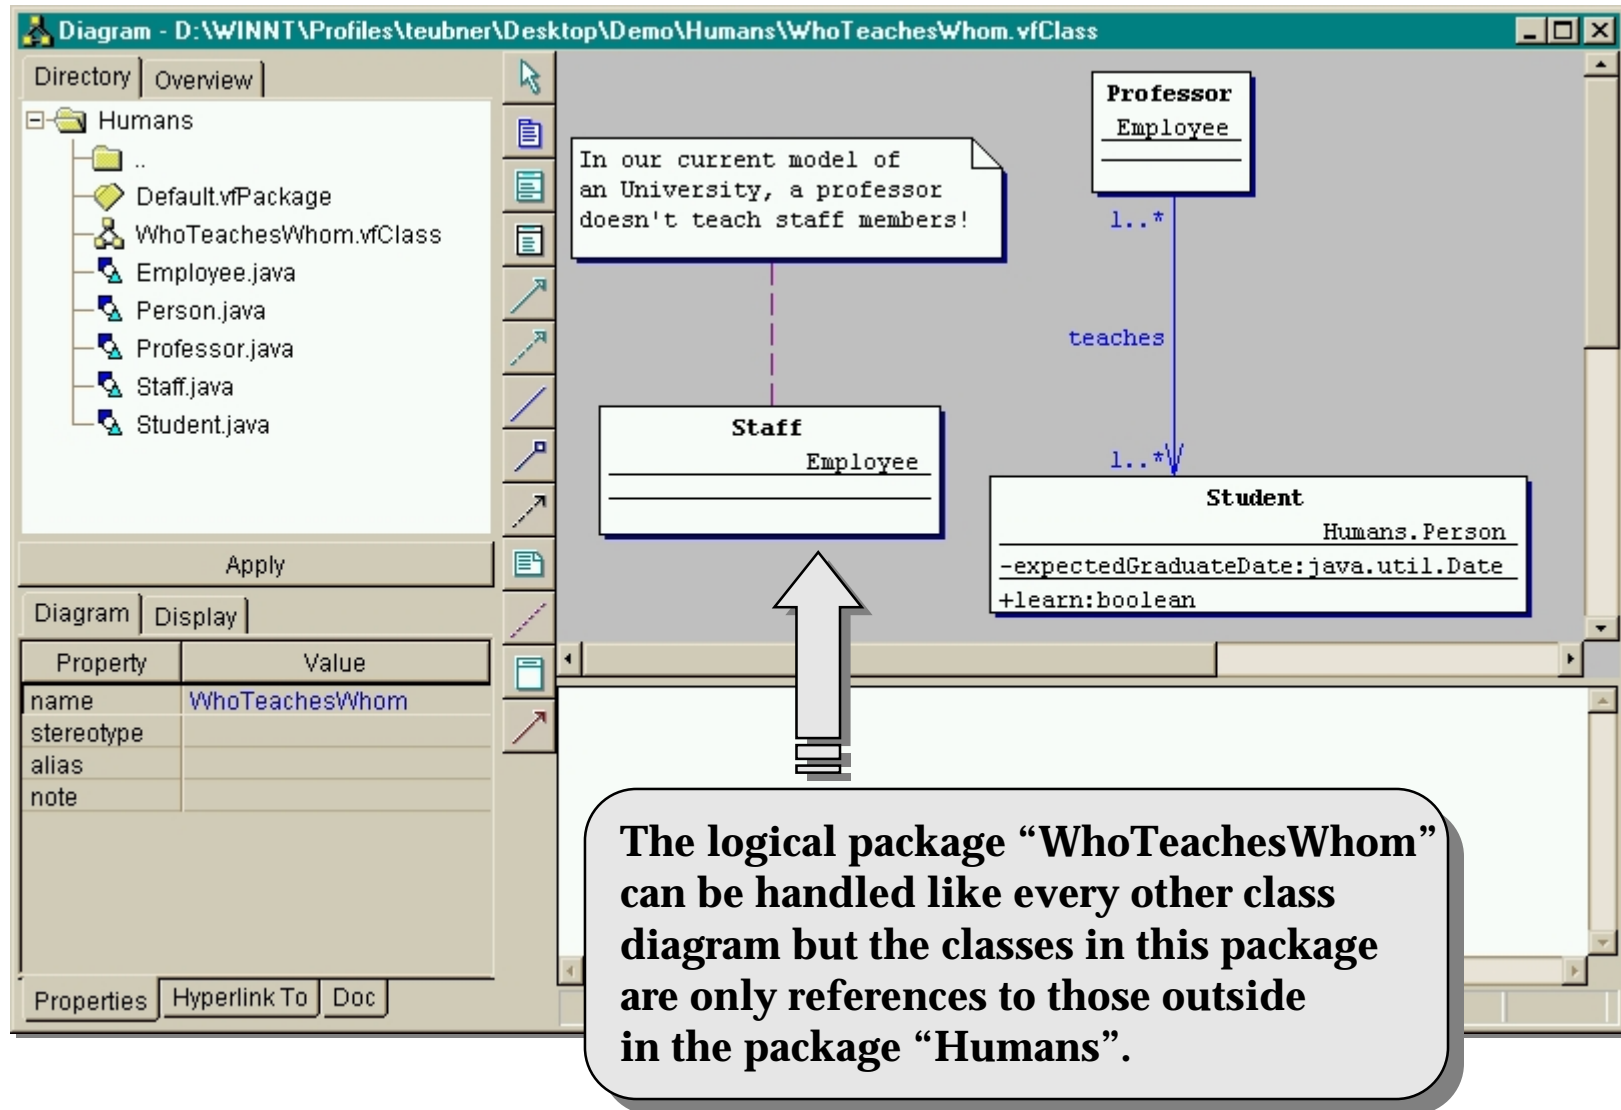 Diagram - D:\WINNT\Profiles\teubner\Desktop\Demo\Humans\WhoTeachesWhom.vfClass
Directory
Overview
Humans
..
Default.vfPackage
WhoTeachesWhom.vfClass
Employee.java
Person.java
Professor.java
Staff.java
Student.java
Apply
Diagram
Display
Property
Value
name
WhoTeachesWhom
stereotype
alias
note
Properties
Hyperlink To
Doc
In our current model of
an University, a professor
doesn't teach staff members!
Professor
Employee
1..*
teaches
1..*
Staff
Employee
Student
Humans.Person
-expectedGraduateDate:java.util.Date
+learn:boolean
The logical package “WhoTeachesWhom”
can be handled like every other class
diagram but the classes in this package
are only references to those outside
in the package “Humans”.